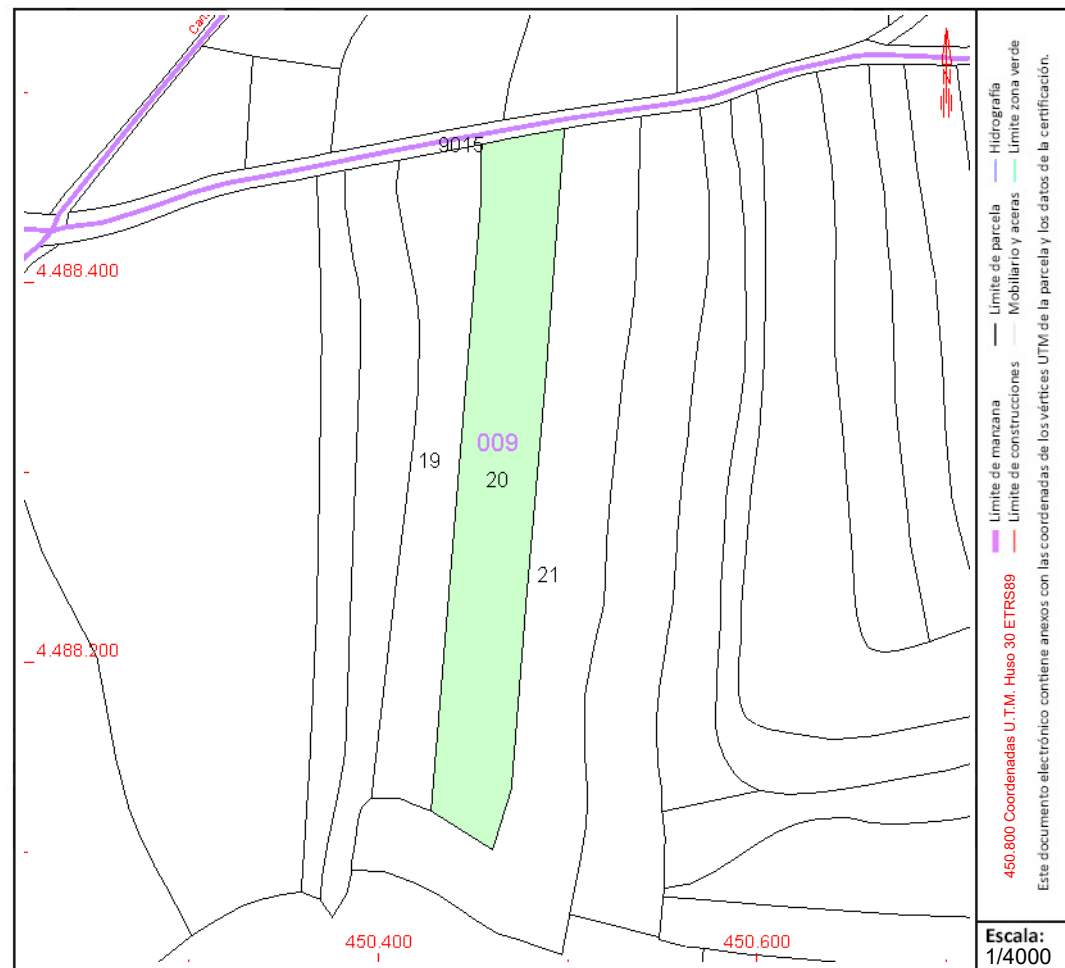 Can.
9015
4.488.400
009
19
20
21
4.488.200
450.400
450.600
N
450.800 Coordenadas U.T.M. Huso 30 ETRS89
Límite de manzana
Límite de parcela
Hidrografía
Límite de construcciones
Mobiliario y aceras
Límite zona verde
Este documento electrónico contiene anexos con las coordenadas de los vértices UTM de la parcela y los datos de la certificación.
Escala:
1/4000